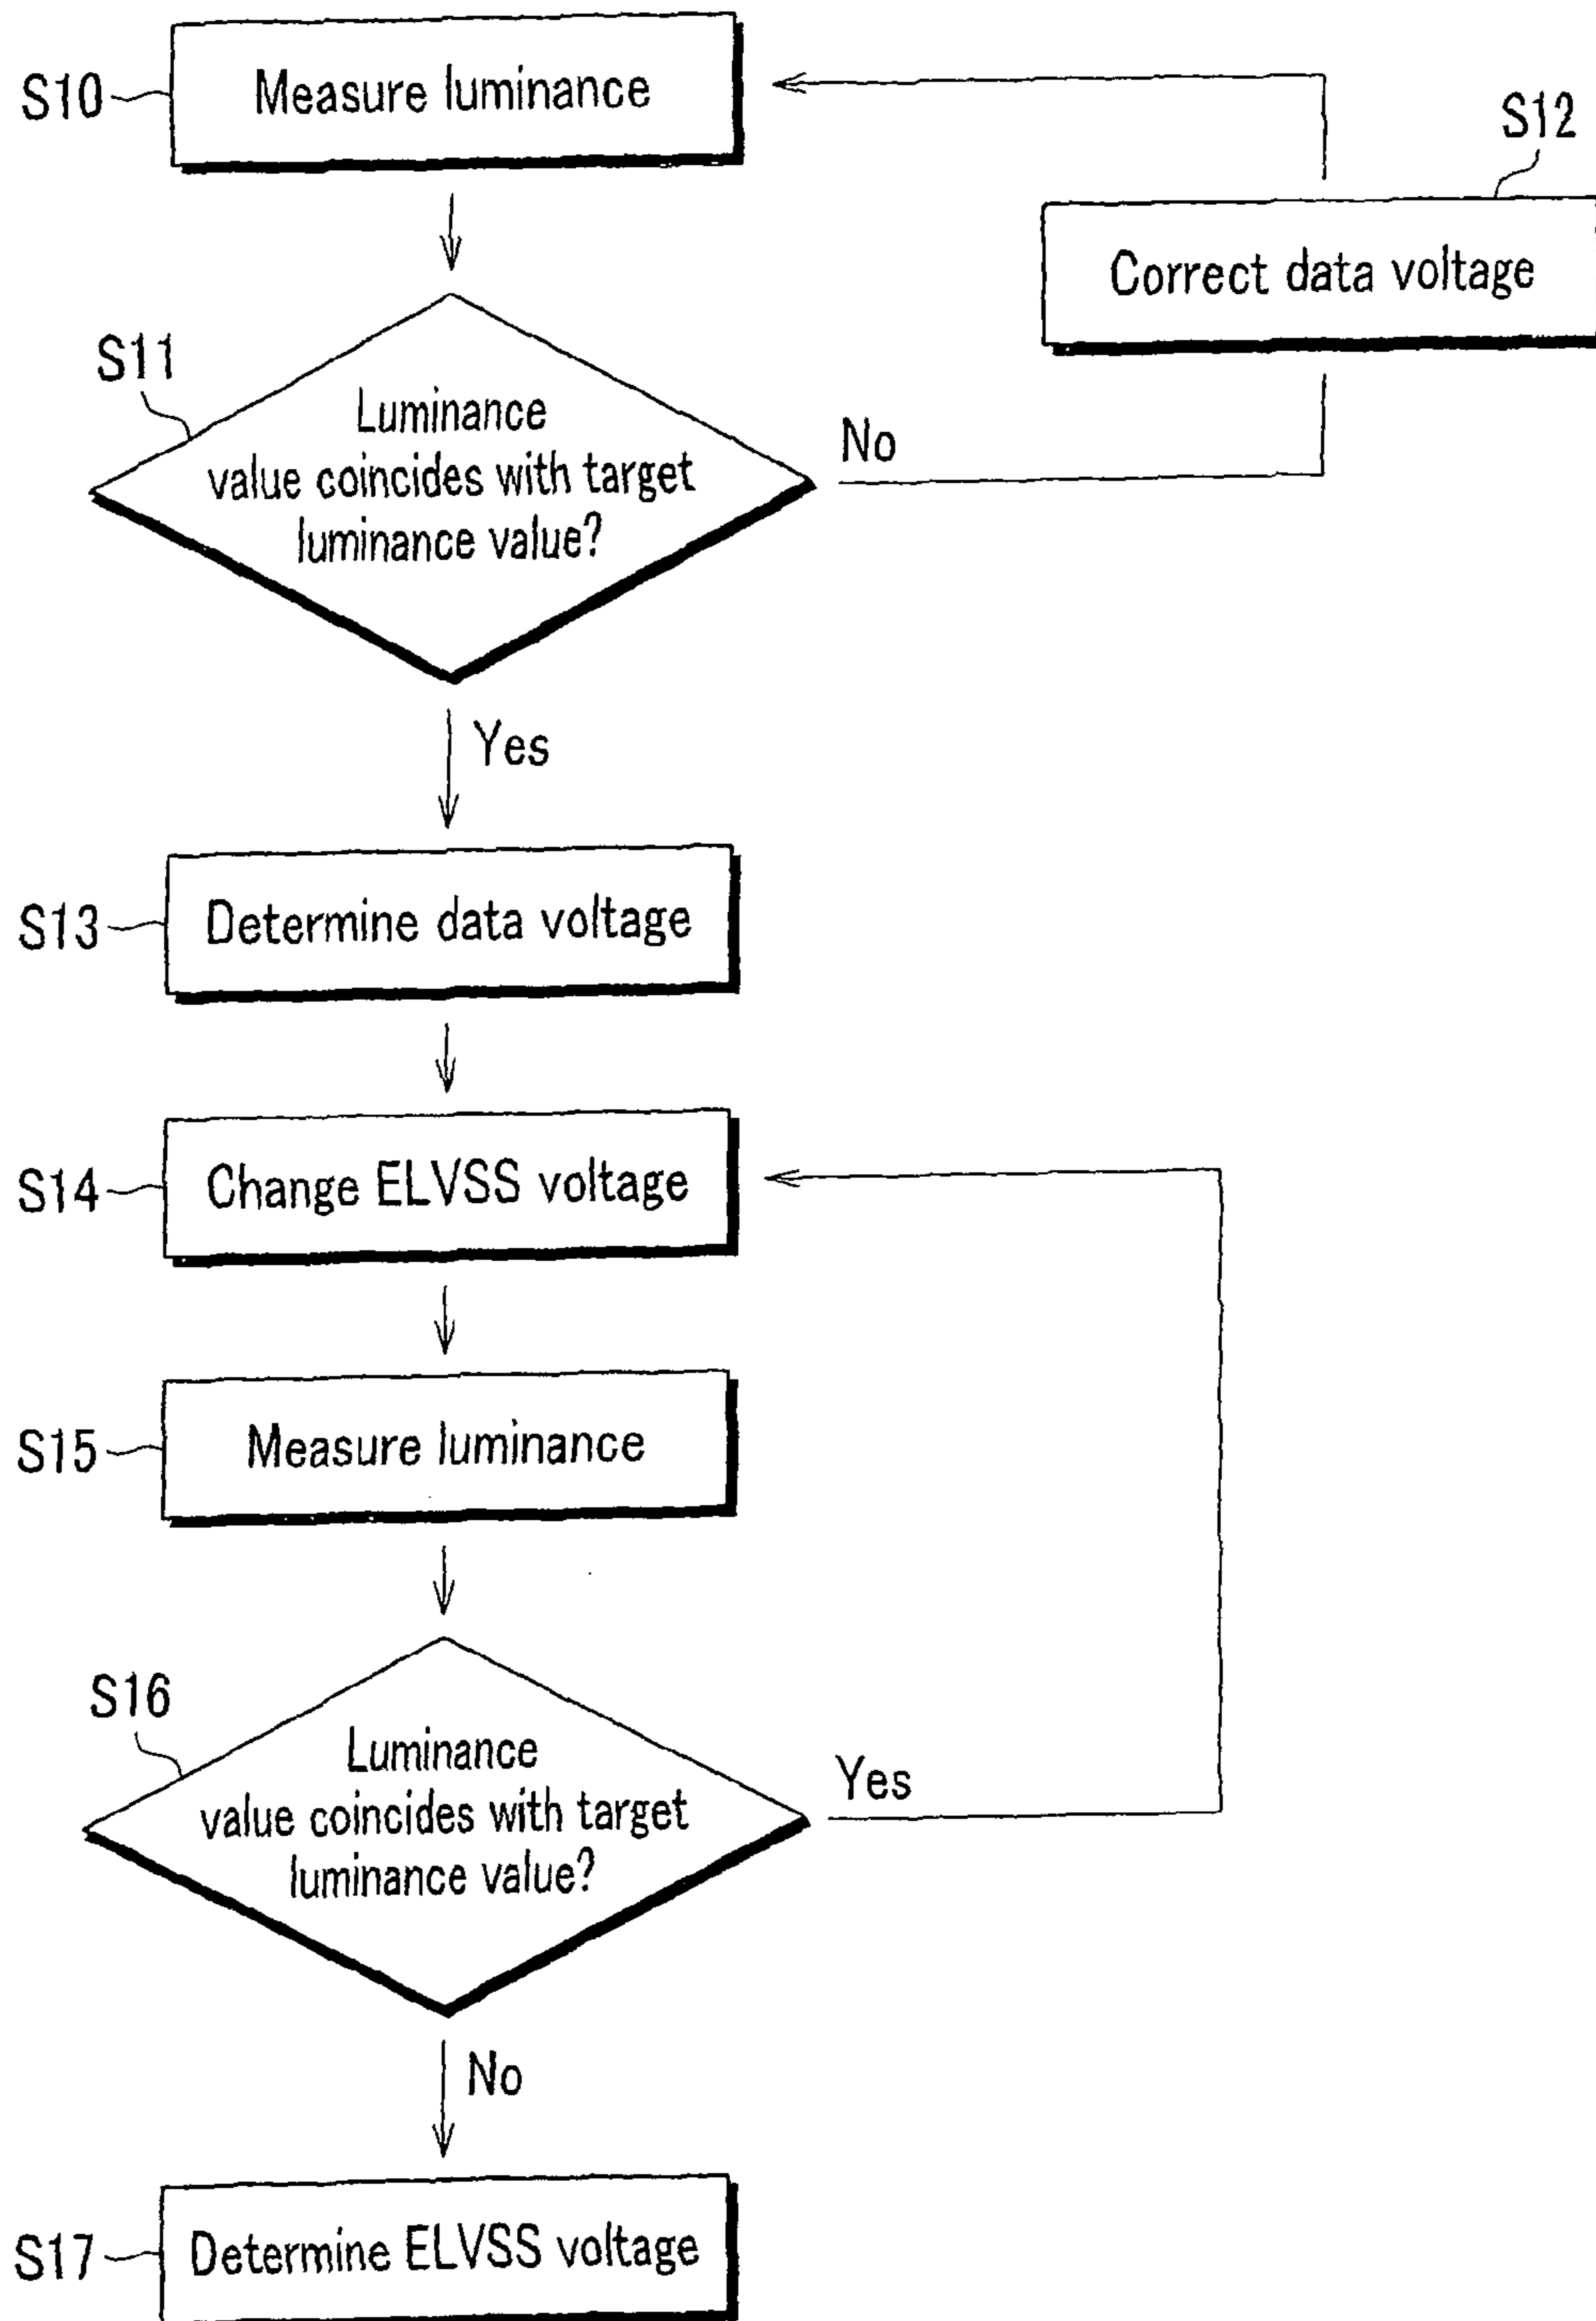 S10
Measure luminance
S12
Correct data voltage
S11
Luminance
value coincides with target
luminance value?
No
Yes
S13
Determine data voltage
S14
Change ELVSS voltage
S15
Measure luminance
S16
Luminance
value coincides with target
luminance value?
Yes
No
S17
Determine ELVSS voltage